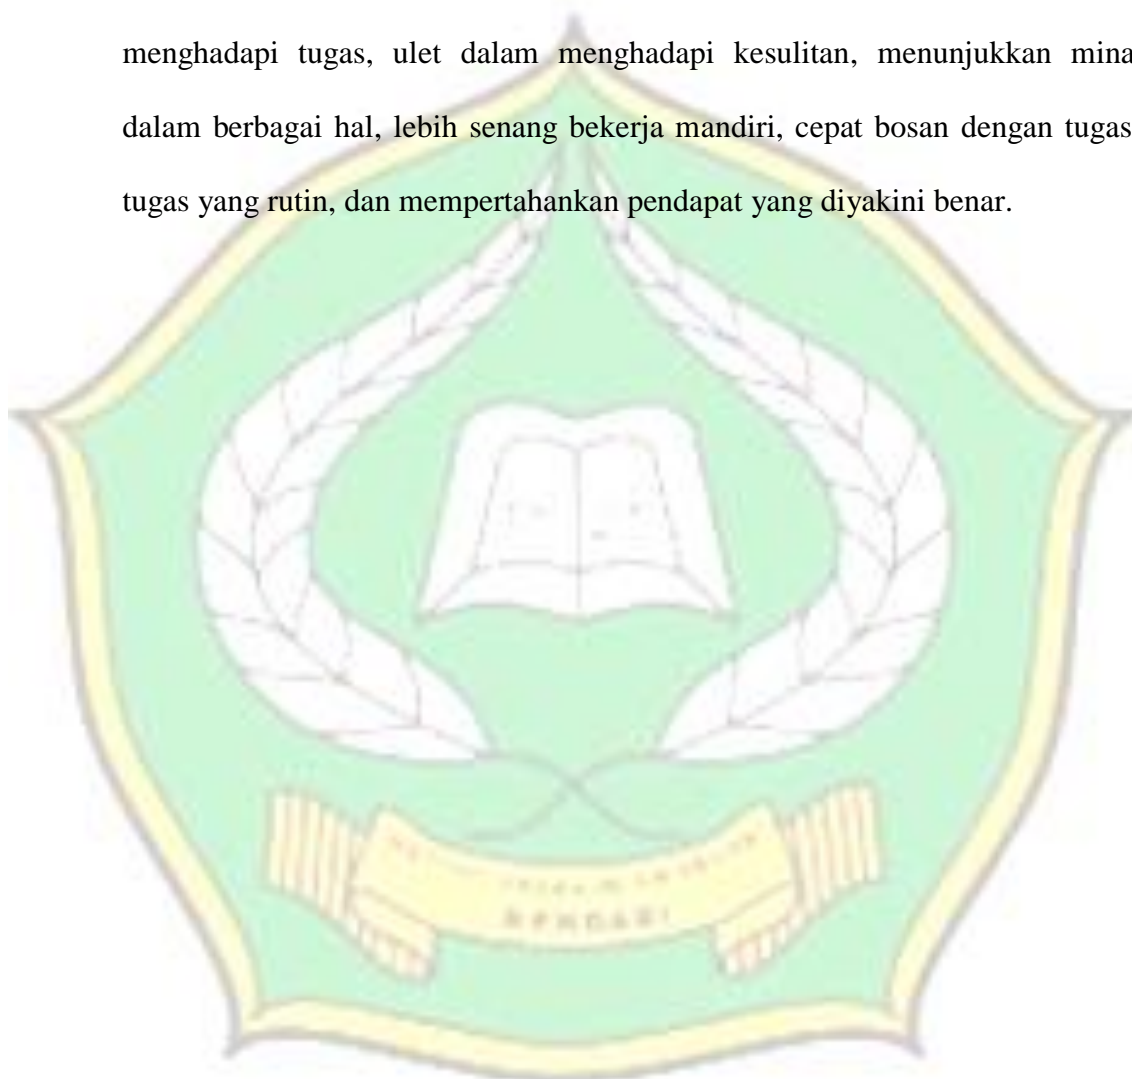 menghadapi tugas, ulet dalam menghadapi kesulitan, menunjukkan mina
dalam berbagai hal, lebih senang bekerja mandiri, cepat bosan dengan tugas
tugas yang rutin, dan mempertahankan pendapat yang diyakini benar.
KENDARI